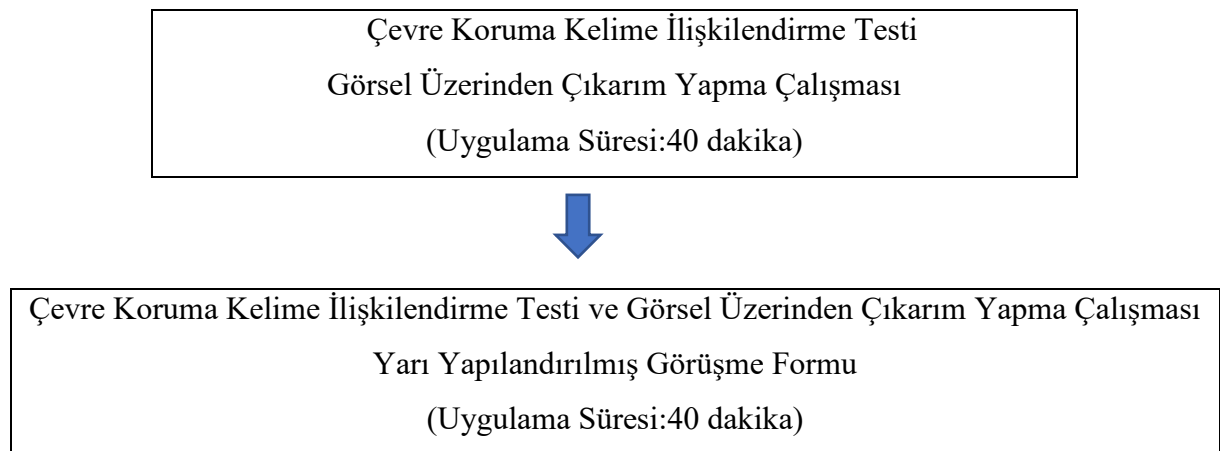 Çevre Koruma Kelime İlişkilendirme Testi
Görsel Üzerinden Çıkarım Yapma Çalışması
(Uygulama Süresi:40 dakika)
Çevre Koruma Kelime İlişkilendirme Testi ve Görsel Üzerinden Çıkarım Yapma Çalışması
Yarı Yapılandırılmış Görüşme Formu
(Uygulama Süresi:40 dakika)